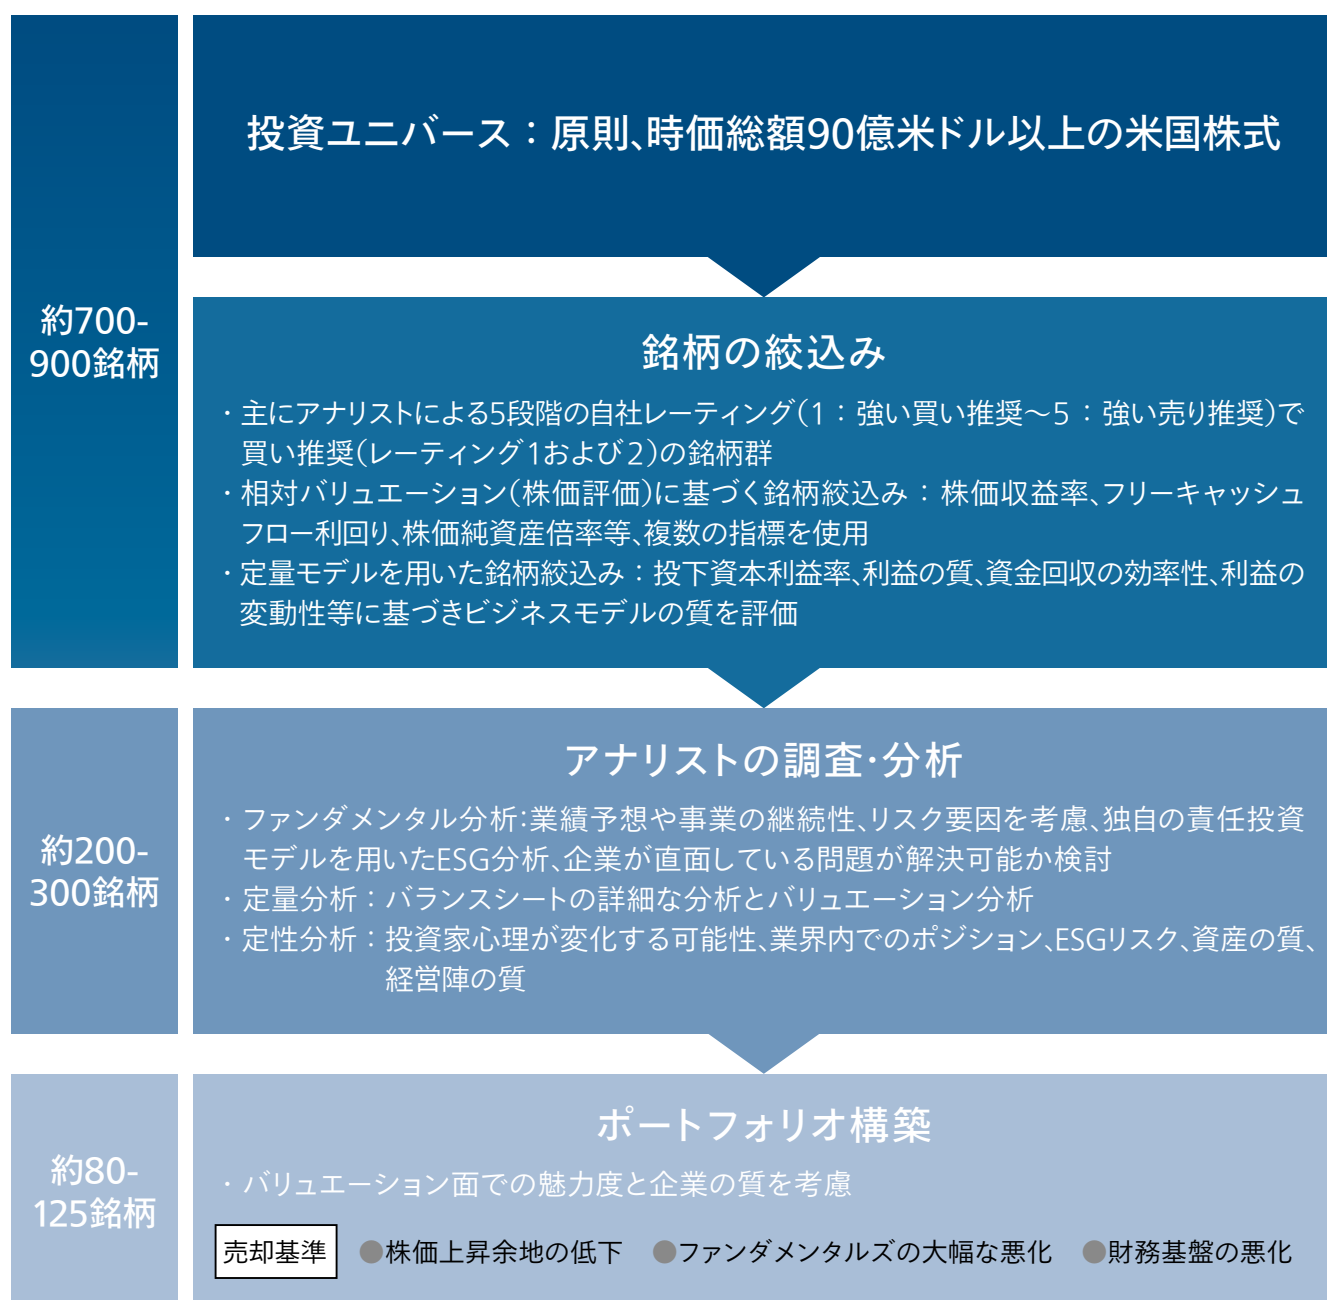 投資ユニバース：原則、時価総額90億米ドル以上の米国株式
約700-
900銘柄
銘柄の絞込み
・主にアナリストによる5段階の自社レーティング（1：強い買い推奨～5：強い売り推奨）で
買い推奨（レーティング1および2）の銘柄群
・相対バリュエーション（株価評価）に基づく銘柄絞込み：株価収益率、フリーキャッシュ
フロー利回り、株価純資産倍率等、複数の指標を使用
・定量モデルを用いた銘柄絞込み：投下資本利益率、利益の質、資金回収の効率性、利益の
変動性等に基づきビジネスモデルの質を評価
約200-
300銘柄
アナリストの調査・分析
・ファンダメンタル分析：業績予想や事業の継続性、リスク要因を考慮、独自の責任投資
モデルを用いたESG分析、企業が直面している問題が解決可能か検討
・定量分析：バランスシートの詳細な分析とバリュエーション分析
・定性分析：投資家心理が変化する可能性、業界内でのポジション、ESGリスク、資産の質、
経営陣の質
約80-
125銘柄
ポートフォリオ構築
・バリュエーション面での魅力度と企業の質を考慮
売却基準 ●株価上昇余地の低下 ●ファンダメンタルズの大幅な悪化 ●財務基盤の悪化